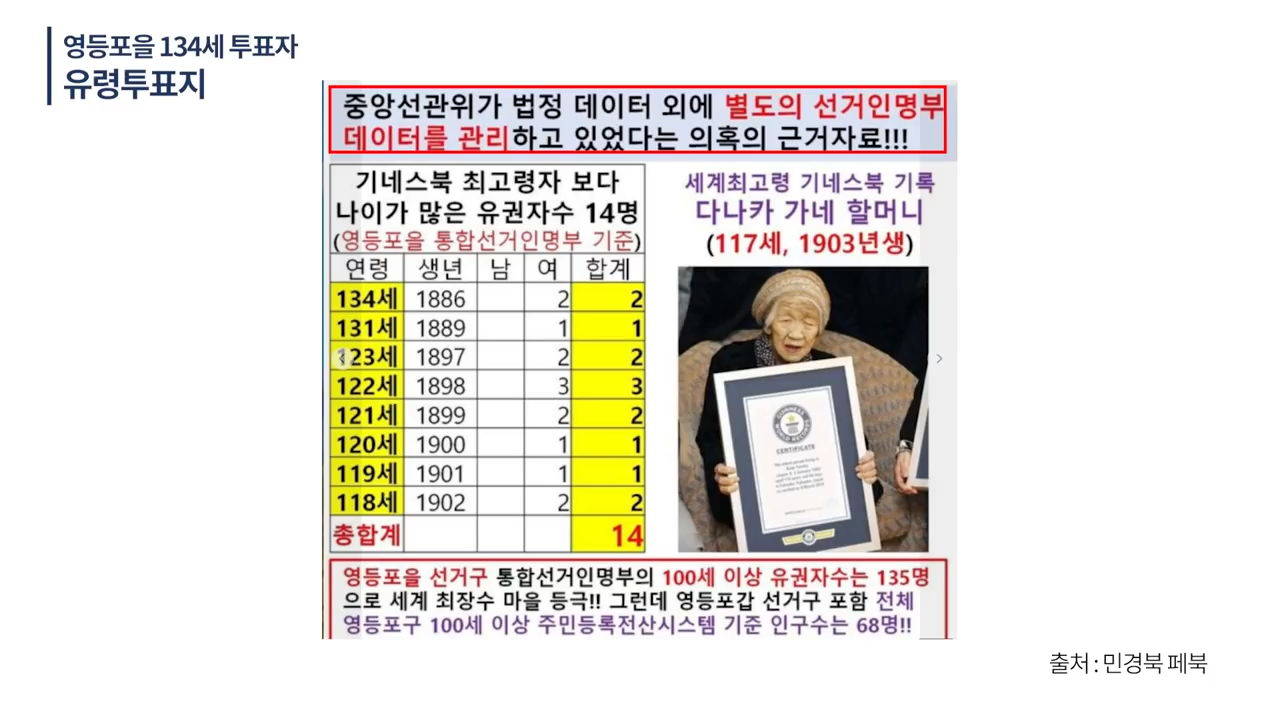 영등포을 134세 투표자
유령투표지
중앙선관위가 법정 데이터 외에 별도의 선거인명부
데이터를 관리하고 있었다는 의혹의 근거자료!!!
기네스북 최고령자 보다
나이가 많은 유권자수 14명
(영등포을 통합선거인명부 기준)
연령 생년 남 여 합계
134세 1886 2 2
131세 1889 1 1
123세 1897 2 2
122세 1898 3 3
121세 1899 2 2
120세 1900 1 1
119세 1901 1 1
118세 1902 2 2
총합계 14
세계최고령 기네스북 기록
다나카 가네 할머니
(117세, 1903년생)
GUINNESS
WORLD RECORDS
CERTIFICATE
영등포을 선거구 통합선거인명부의 100세 이상 유권자수는 135명
으로 세계 최장수 마을 등극!! 그런데 영등포갑 선거구 포함 전체
영등포구 100세 이상 주민등록전산시스템 기준 인구수는 68명!!
출처 : 민경북 페북